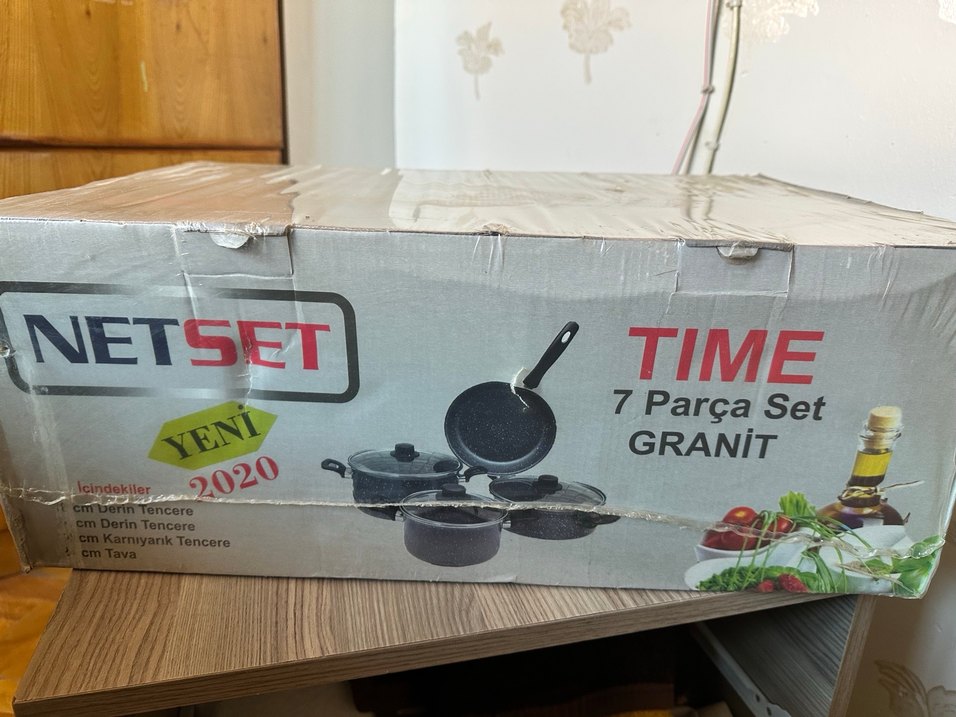 NETSET
YENİ
2020
İçindekiler
cm Derin Tencere
cm Derin Tencere
cm Karnıyarık Tencere
cm Tava
TIME
7 Parça Set
GRANİT